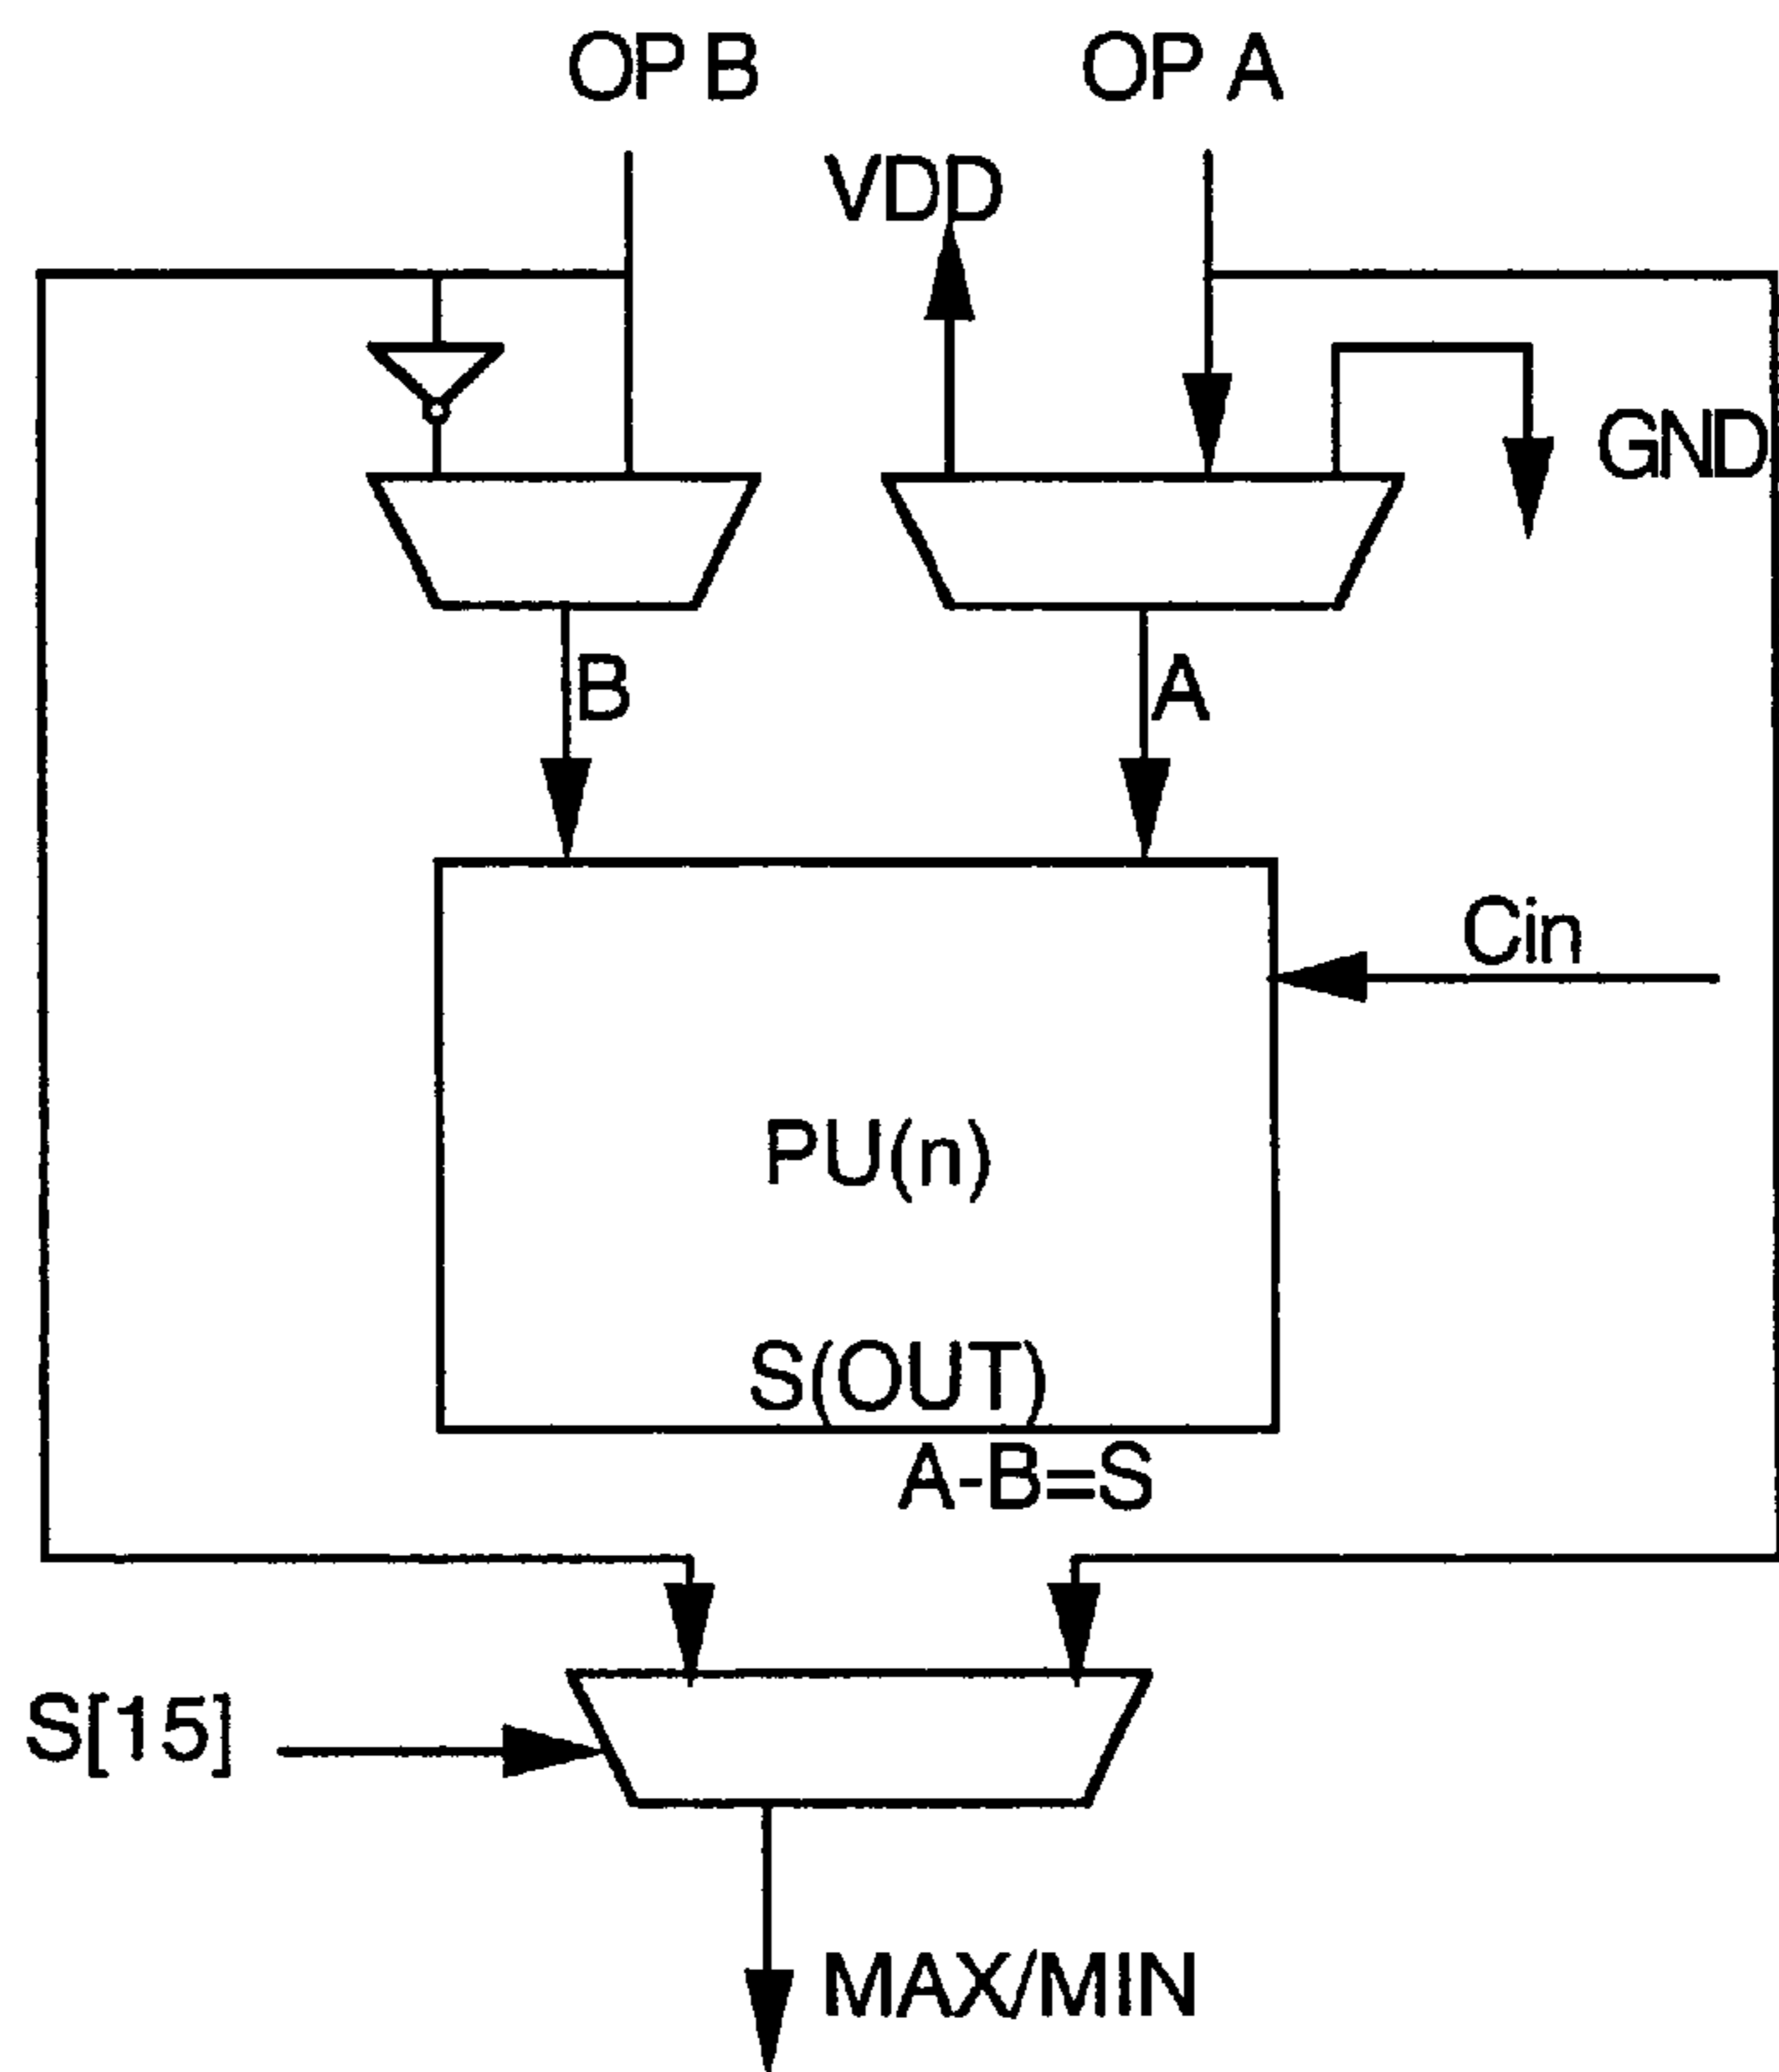 OP B OP A
VDD
GND
B A
Cin
PU(n)
S(OUT)
A-B=S
S[15]
MAX/MIN